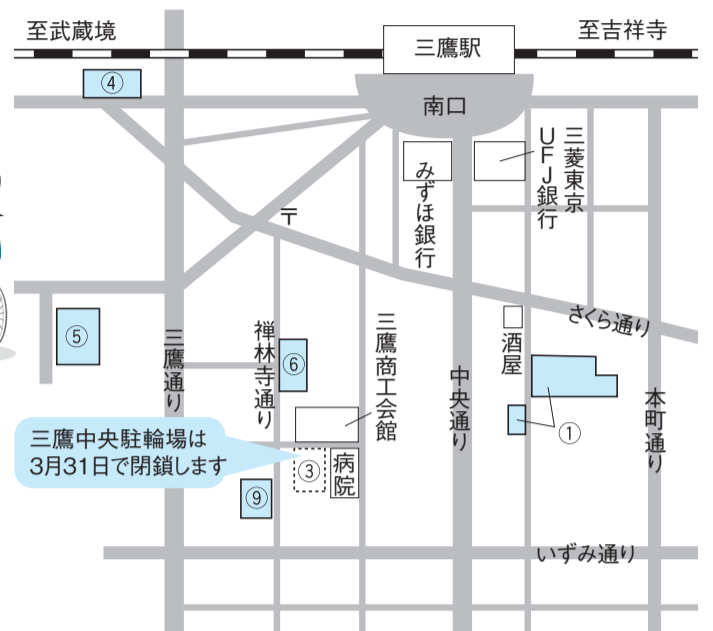 至武蔵境
三鷹駅
至吉祥寺
④
南口
三菱東京
UFJ銀行
みずほ銀行
〒
さくら通り
⑤
三鷹通り
禅林寺通り
⑥
三鷹商工会館
中央通り
酒屋
①
本町通り
三鷹中央駐輪場は
3月31日で閉鎖します
③
病院
⑨
いずみ通り